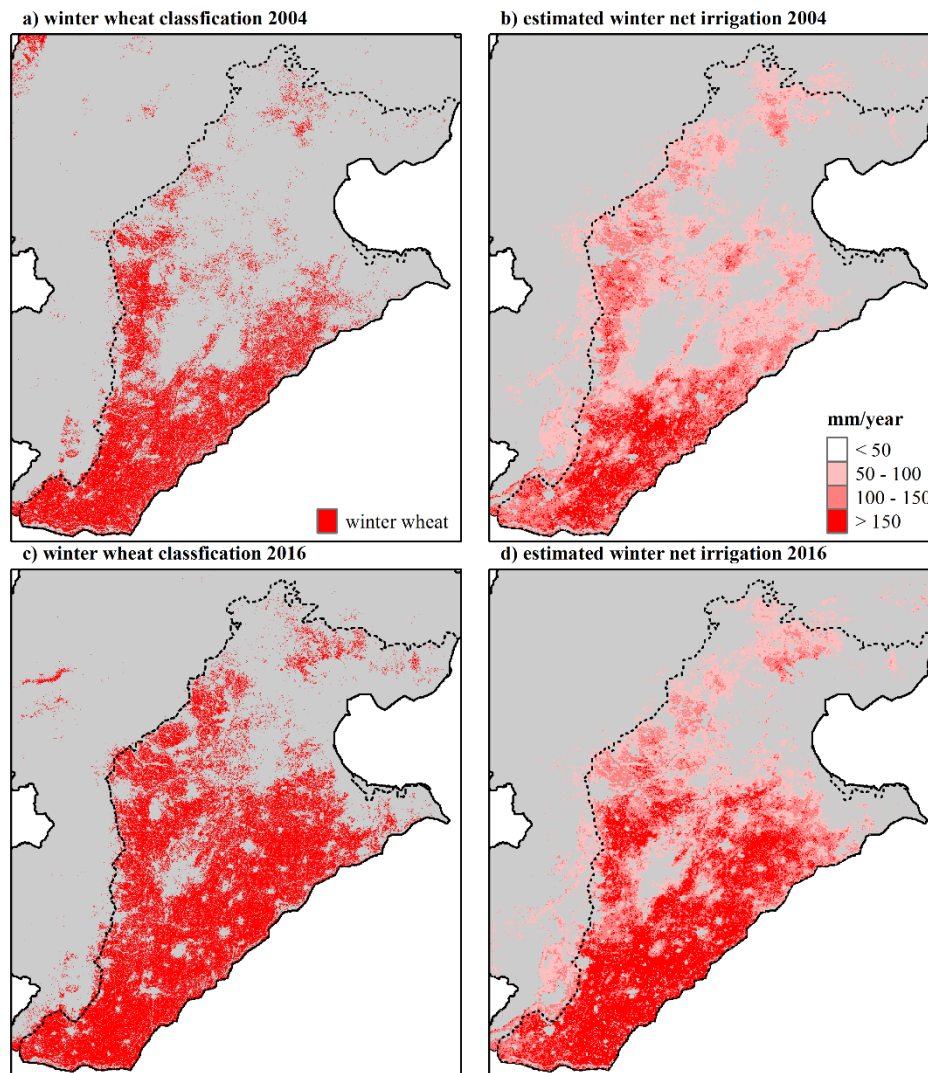 a) winter wheat classfication 2004
b) estimated winter net irrigation 2004
winter wheat
mm/year
< 50
50 - 100
100 - 150
> 150
c) winter wheat classfication 2016
d) estimated winter net irrigation 2016